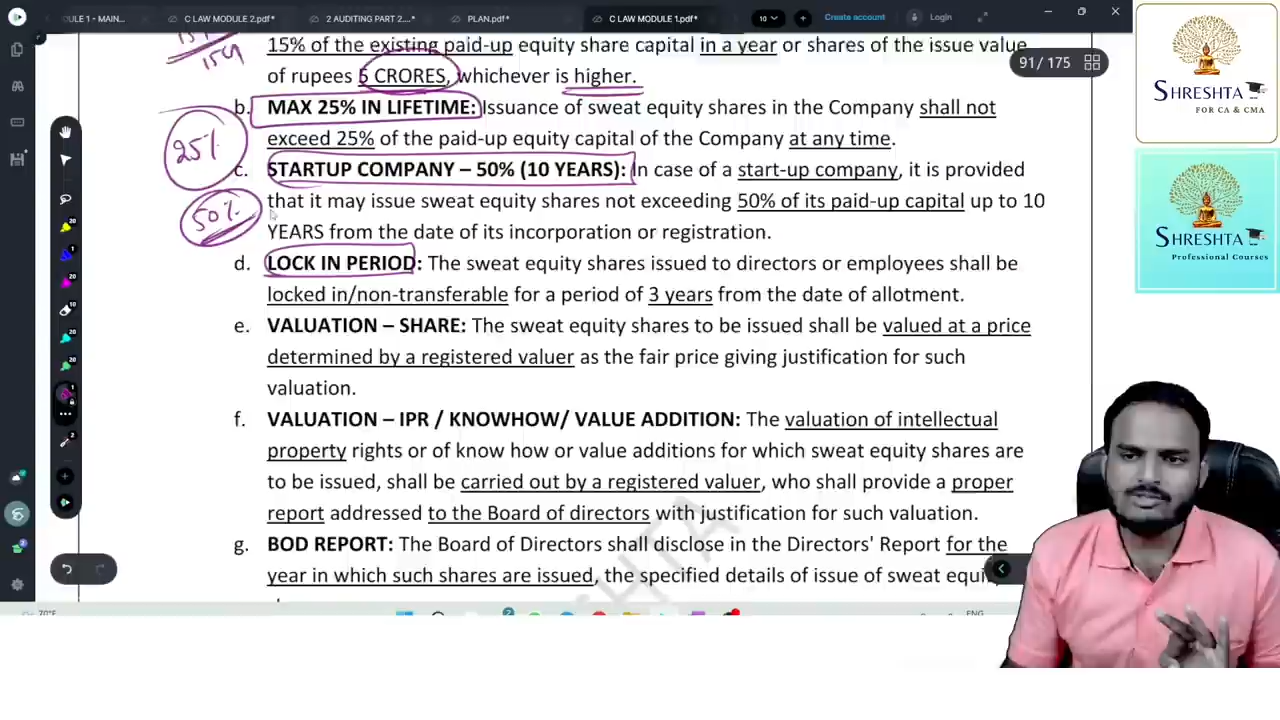 ULE 1 - MAIN...
C LAW MODULE 2.pdf*
2 AUDITING PART 2....*
PLAN.pdf*
C LAW MODULE 1.pdf*
10
Create account
Login
91 / 175
15% of the existing paid-up equity share capital in a year or shares of the issue value
of rupees 5 CRORES, whichever is higher.
b. MAX 25% IN LIFETIME: Issuance of sweat equity shares in the Company shall not
exceed 25% of the paid-up equity capital of the Company at any time.
25%
c. STARTUP COMPANY – 50% (10 YEARS): In case of a start-up company, it is provided
that it may issue sweat equity shares not exceeding 50% of its paid-up capital up to 10
50%
YEARS from the date of its incorporation or registration.
d. LOCK IN PERIOD: The sweat equity shares issued to directors or employees shall be
locked in/non-transferable for a period of 3 years from the date of allotment.
e. VALUATION – SHARE: The sweat equity shares to be issued shall be valued at a price
determined by a registered valuer as the fair price giving justification for such
valuation.
f. VALUATION – IPR / KNOWHOW/ VALUE ADDITION: The valuation of intellectual
property rights or of know how or value additions for which sweat equity shares are
to be issued, shall be carried out by a registered valuer, who shall provide a proper
report addressed to the Board of directors with justification for such valuation.
g. BOD REPORT: The Board of Directors shall disclose in the Directors' Report for the
year in which such shares are issued, the specified details of issue of sweat equity
SHRESHTA
FOR CA & CMA
SHRESHTA
Professional Courses
70°F
ENG